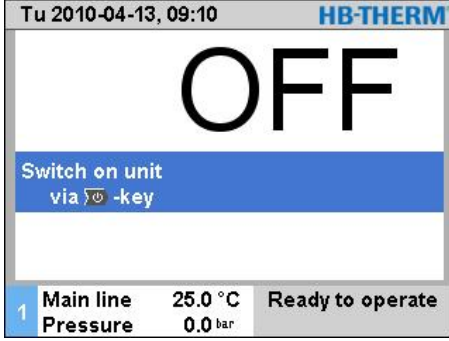 Tu 2010-04-13, 09:10 HB-THERM
OFF
Switch on unit
via -key
1 Main line 25.0 °C Ready to operate
Pressure 0.0 bar